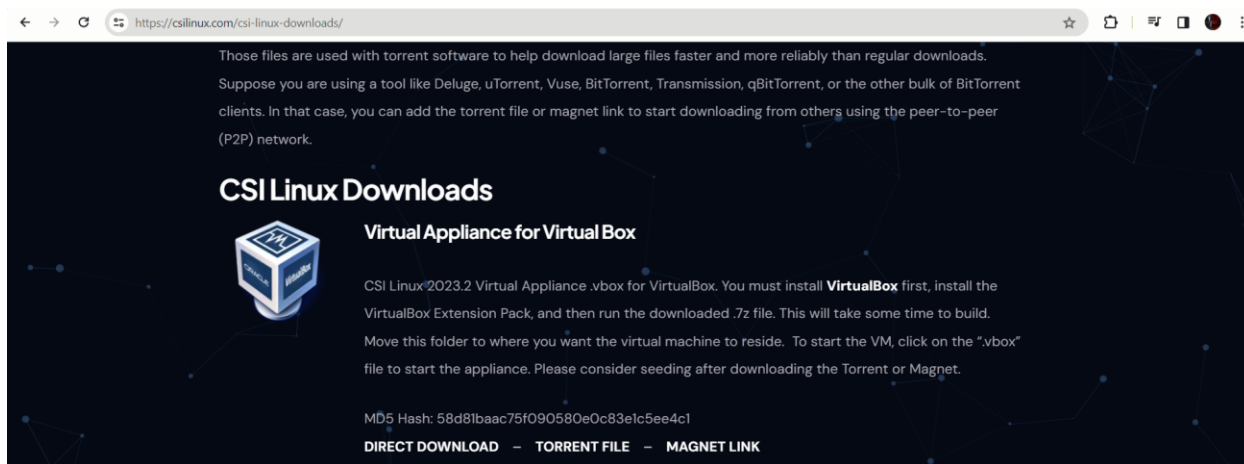 https://csilinux.com/csi-linux-downloads/
Those files are used with torrent software to help download large files faster and more reliably than regular downloads.
Suppose you are using a tool like Deluge, uTorrent, Vuse, BitTorrent, Transmission, qBitTorrent, or the other bulk of BitTorrent
clients. In that case, you can add the torrent file or magnet link to start downloading from others using the peer-to-peer
(P2P) network.
CSI Linux Downloads
Virtual Appliance for Virtual Box
ORACLE
VirtualBox
CSI Linux 2023.2 Virtual Appliance .vbox for VirtualBox. You must install VirtualBox first, install the
VirtualBox Extension Pack, and then run the downloaded .7z file. This will take some time to build.
Move this folder to where you want the virtual machine to reside. To start the VM, click on the ".vbox"
file to start the appliance. Please consider seeding after downloading the Torrent or Magnet.
MD5 Hash: 58d81baac75f090580e0c83e1c5ee4c1
DIRECT DOWNLOAD – TORRENT FILE – MAGNET LINK